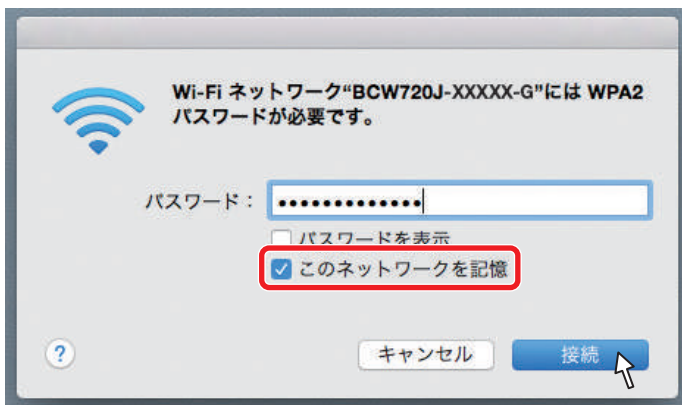 Wi-Fi ネットワーク“BCW720J-XXXXX-G”には WPA2
パスワードが必要です。
パスワード： •••••••••••••
パスワードを表示
このネットワークを記憶
?
キャンセル
接続